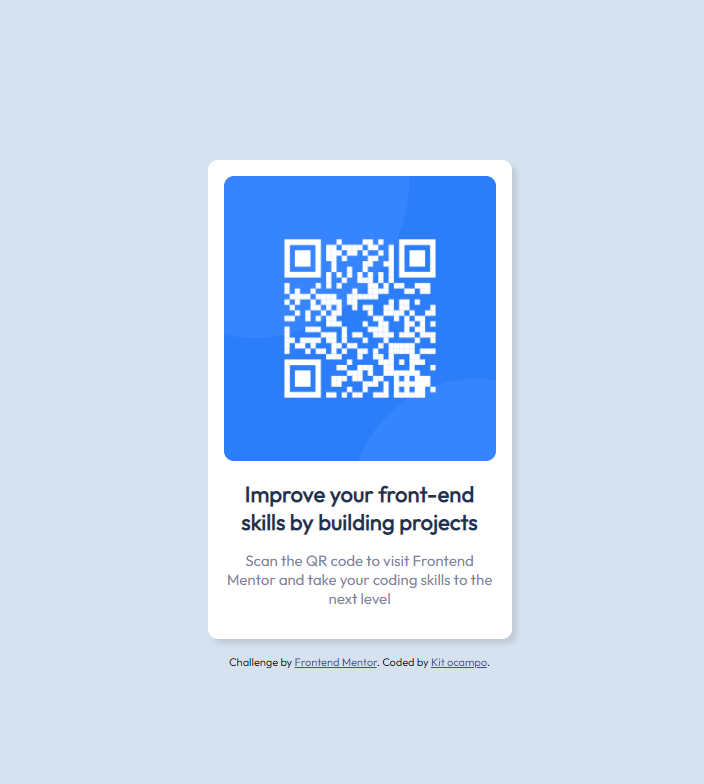 Improve your front-end
skills by building projects
Scan the QR code to visit Frontend
Mentor and take your coding skills to the
next level
Challenge by Frontend Mentor. Coded by Kit ocampo.